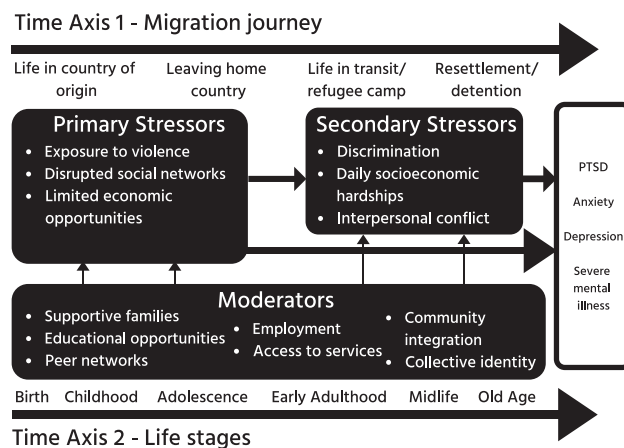 Time Axis 1 - Migration journey
Life in country of
origin
Leaving home
country
Life in transit/
refugee camp
Resettlement/
detention
Primary Stressors
• Exposure to violence
• Disrupted social networks
• Limited economic
opportunities
Secondary Stressors
• Discrimination
• Daily socioeconomic
hardships
• Interpersonal conflict
PTSD
Anxiety
Depression
Severe
mental
illness
Moderators
• Supportive families
• Educational opportunities
• Peer networks
• Employment
• Access to services
• Community
integration
• Collective identity
Birth Childhood Adolescence Early Adulthood Midlife Old Age
Time Axis 2 - Life stages